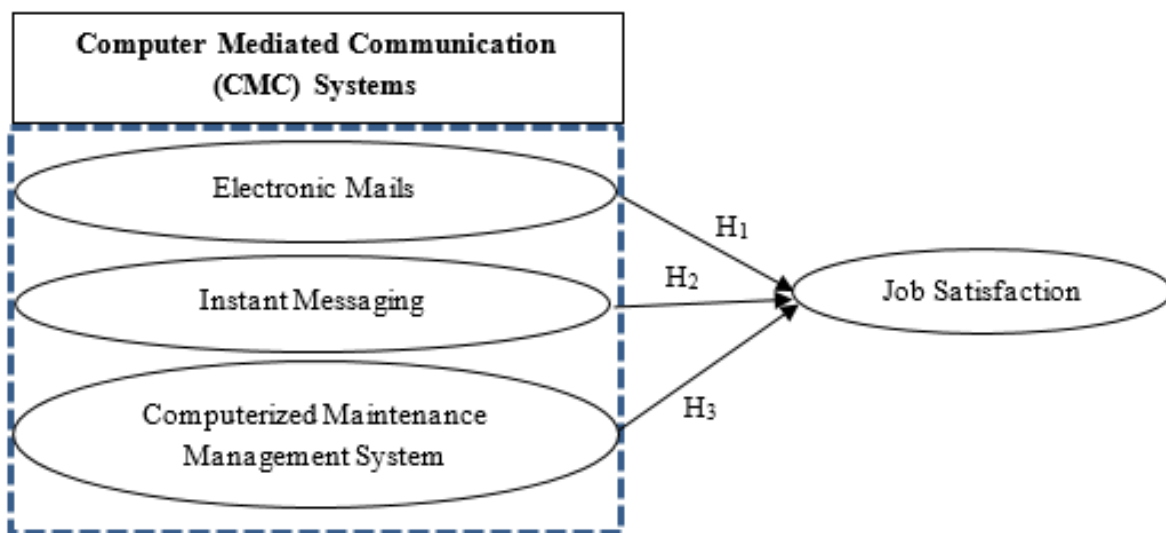 Computer Mediated Communication
(CMC) Systems
Electronic Mails
H₁
H₂
Instant Messaging
Job Satisfaction
Computerized Maintenance
Management System
H₃